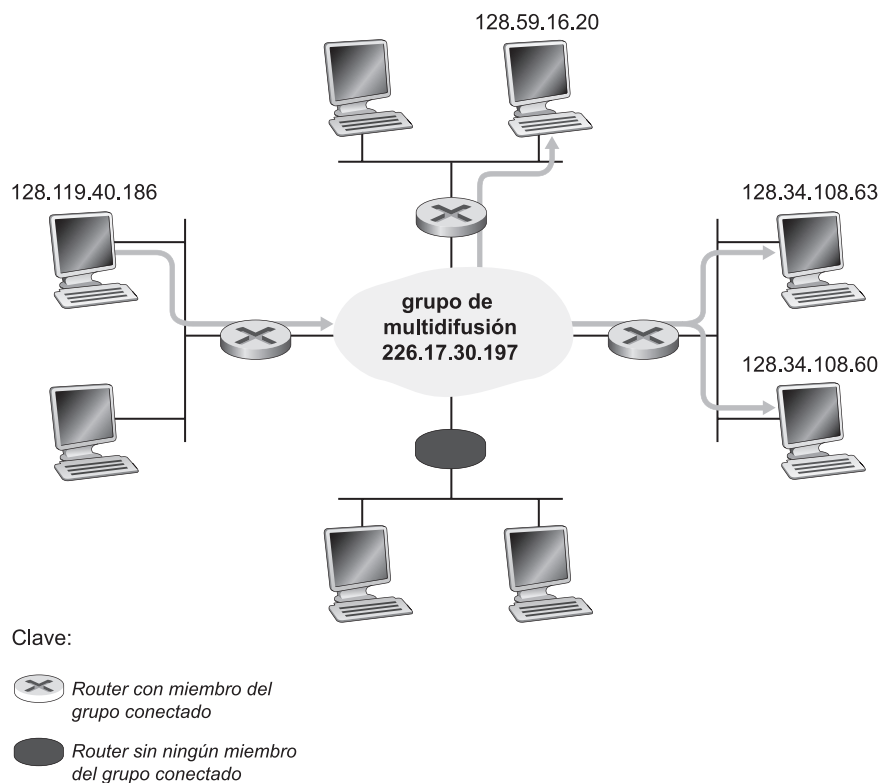 128.59.16.20
128.119.40.186
128.34.108.63
grupo de
multidifusión
226.17.30.197
128.34.108.60
Clave:
Router con miembro del
grupo conectado
Router sin ningún miembro
del grupo conectado